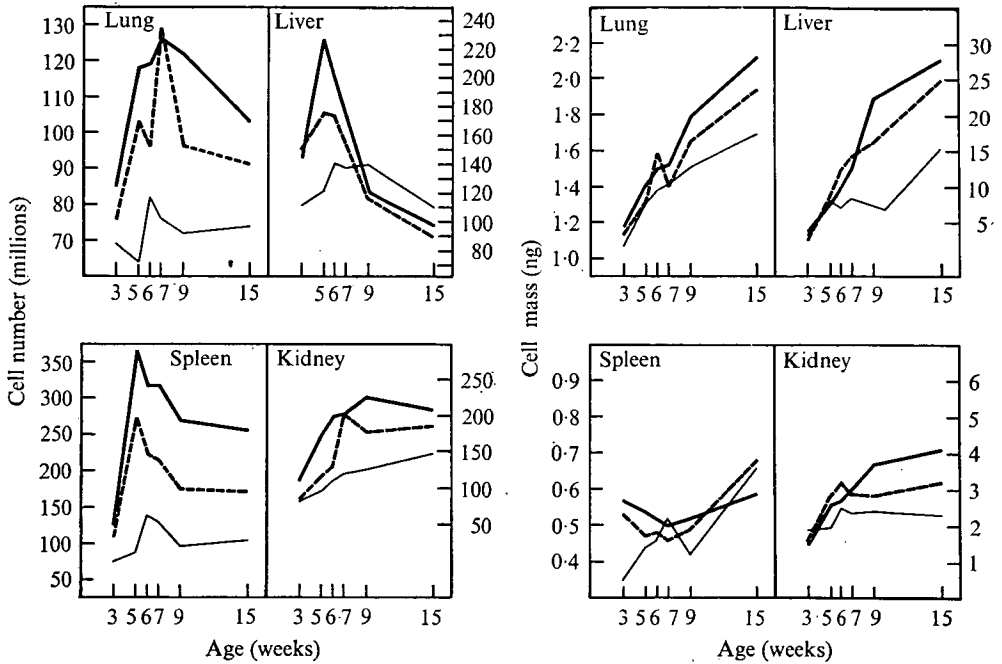 Cell number (millions)
Lung
130
120
110
100
90
80
70
3 5 6 7 9 15
Liver
240
220
200
180
160
140
120
100
80
5 6 7 9 15
Spleen
350
300
250
200
150
100
50
3 5 6 7 9 15
Kidney
250
200
150
100
50
3 5 6 7 9 15
Age (weeks)
Cell mass (ng)
Lung
2·2
2·0
1·8
1·6
1·4
1·2
1·0
3 5 6 7 9 15
Liver
30
25
20
15
10
5
3 5 6 7 9 15
Spleen
0·9
0·8
0·7
0·6
0·5
0·4
3 5 6 7 9 15
Kidney
6
5
4
3
2
1
3 5 6 7 9 15
Age (weeks)